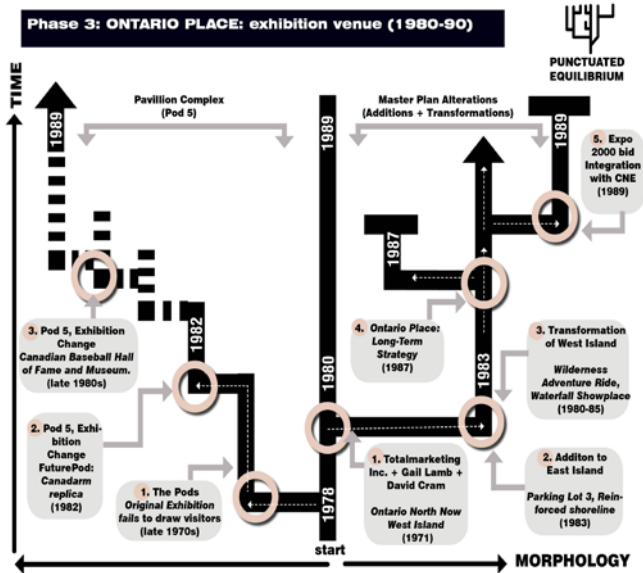 Phase 3: ONTARIO PLACE: exhibition venue (1980-90)
PUNCTUATED
EQUILIBRIUM
TIME
Pavillion Complex
(Pod 5)
Master Plan Alterations
(Additions + Transformations)
1989
1989
1989
5. Expo
2000 bid
Integration
with CNE
(1989)
1987
3. Pod 5, Exhibition
Change
Canadian Baseball Hall
of Fame and Museum.
(late 1980s)
1982
4. Ontario Place:
Long-Term
Strategy
(1987)
3. Transformation
of West Island
Wilderness
Adventure Ride,
Waterfall Showplace
(1980-85)
1980
1983
2. Pod 5, Exhi-
bition
Change
FuturePod:
Canadarm
replica
(1982)
1. The Pods
Original Exhibition
fails to draw visitors
(late 1970s)
1978
1. Totalmarketing
Inc. + Gail Lamb +
David Cram
Ontario North Now
West Island
(1971)
2. Additon to
East Island
Parking Lot 3, Rein-
forced shoreline
(1983)
start
MORPHOLOGY